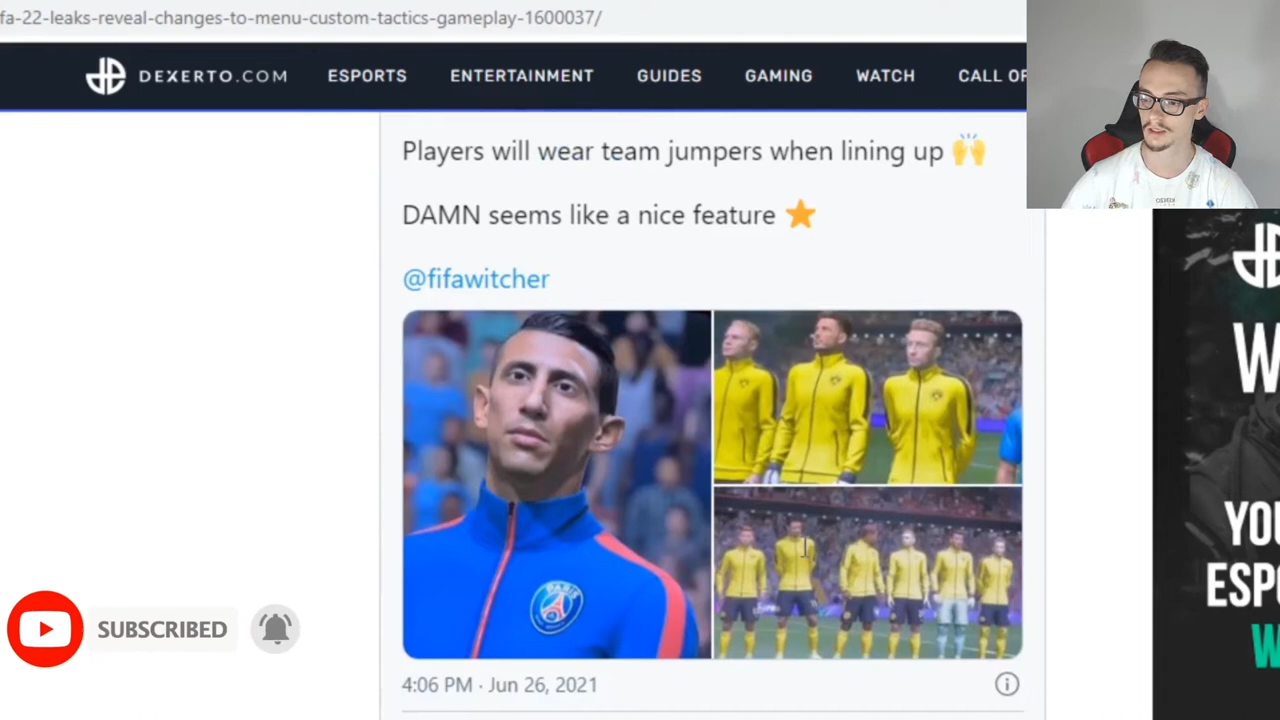 fa-22-leaks-reveal-changes-to-menu-custom-tactics-gameplay-1600037/
DEXERTO.COM ESPORTS ENTERTAINMENT GUIDES GAMING WATCH CALL OF
Players will wear team jumpers when lining up 🙌
DAMN seems like a nice feature ⭐
@fifawitcher
PARIS
W
YOU
ESPO
W
SUBSCRIBED
4:06 PM · Jun 26, 2021